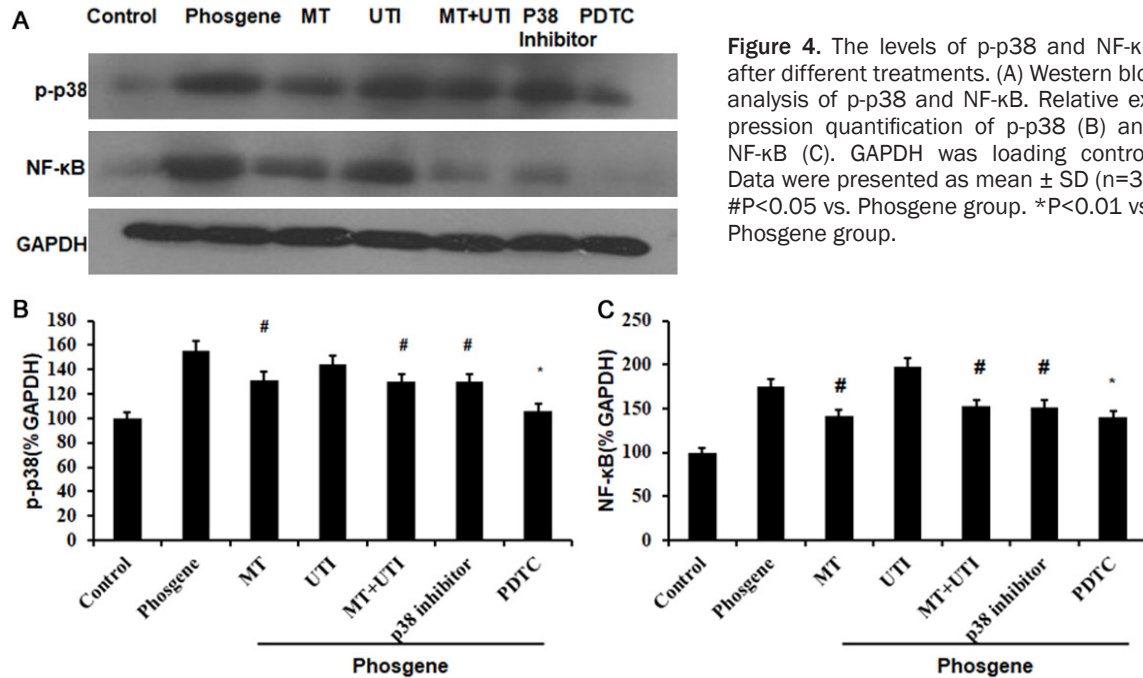 A
Control Phosgene MT UTI MT+UTI P38 PDTC
Inhibitor
p-p38
NF-κB
GAPDH
Figure 4. The levels of p-p38 and NF-κ
after different treatments. (A) Western blo
analysis of p-p38 and NF-κB. Relative ex
pression quantification of p-p38 (B) an
NF-κB (C). GAPDH was loading contro
Data were presented as mean ± SD (n=3
#P<0.05 vs. Phosgene group. *P<0.01 vs
Phosgene group.
B
p-p38(%GAPDH)
180
160
140
120
100
80
60
40
20
0
# # # *
Control Phosgene MT UTI MT+UTI p38 inhibitor PDTC
Phosgene
C
NF-κB(%GAPDH)
250
200
150
100
50
0
# # # *
Control Phosgene MT UTI MT+UTI p38 inhibitor PDTC
Phosgene